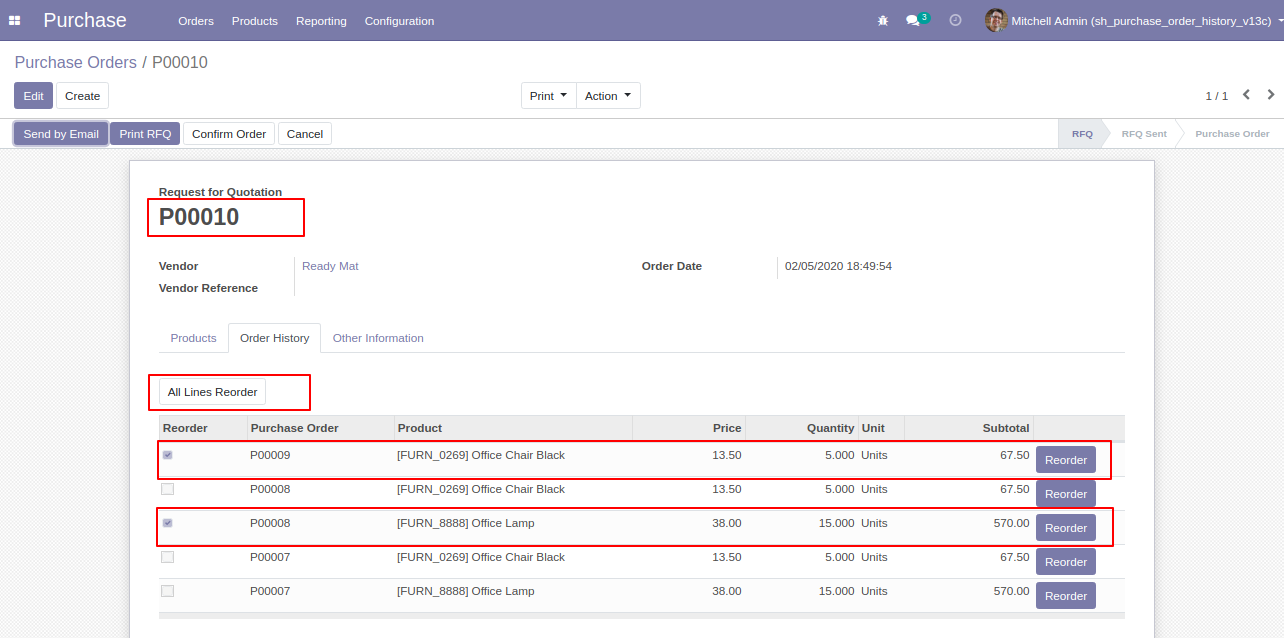 Purchase Orders Products Reporting Configuration 3 Mitchell Admin (sh_purchase_order_history_v13c)
Purchase Orders / P00010
Edit Create Print Action 1 / 1
Send by Email Print RFQ Confirm Order Cancel RFQ RFQ Sent Purchase Order
Request for Quotation
P00010
Vendor Ready Mat Order Date 02/05/2020 18:49:54
Vendor Reference
Products Order History Other Information
All Lines Reorder
Reorder Purchase Order Product Price Quantity Unit Subtotal
P00009 [FURN_0269] Office Chair Black 13.50 5.000 Units 67.50 Reorder
P00008 [FURN_0269] Office Chair Black 13.50 5.000 Units 67.50 Reorder
P00008 [FURN_8888] Office Lamp 38.00 15.000 Units 570.00 Reorder
P00007 [FURN_0269] Office Chair Black 13.50 5.000 Units 67.50 Reorder
P00007 [FURN_8888] Office Lamp 38.00 15.000 Units 570.00 Reorder